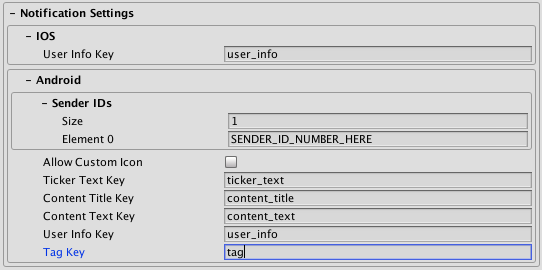 Notification Settings
IOS
User Info Key user_info
Android
Sender IDs
Size 1
Element 0 SENDER_ID_NUMBER_HERE
Allow Custom Icon
Ticker Text Key ticker_text
Content Title Key content_title
Content Text Key content_text
User Info Key user_info
Tag Key tag